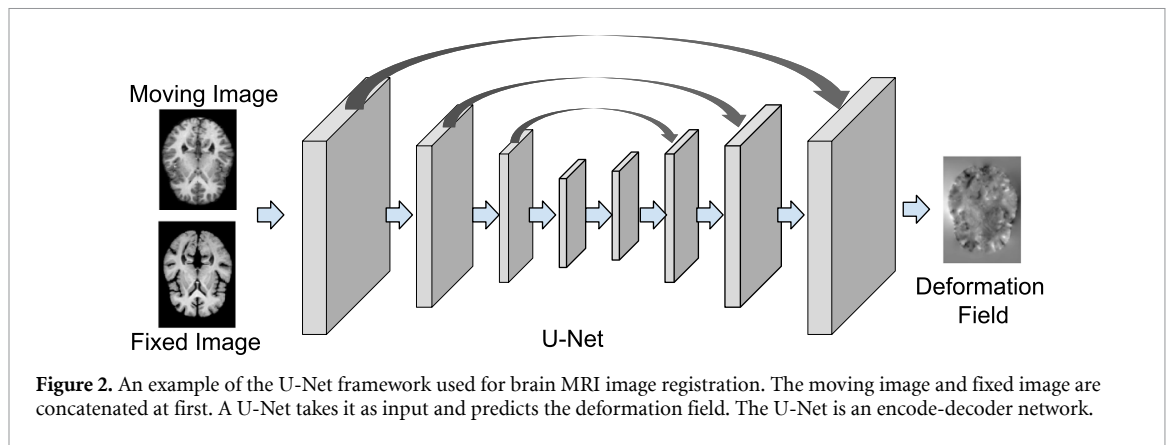 Moving Image
Fixed Image
U-Net
Deformation
Field
Figure 2. An example of the U-Net framework used for brain MRI image registration. The moving image and fixed image are
concatenated at first. A U-Net takes it as input and predicts the deformation field. The U-Net is an encode-decoder network.